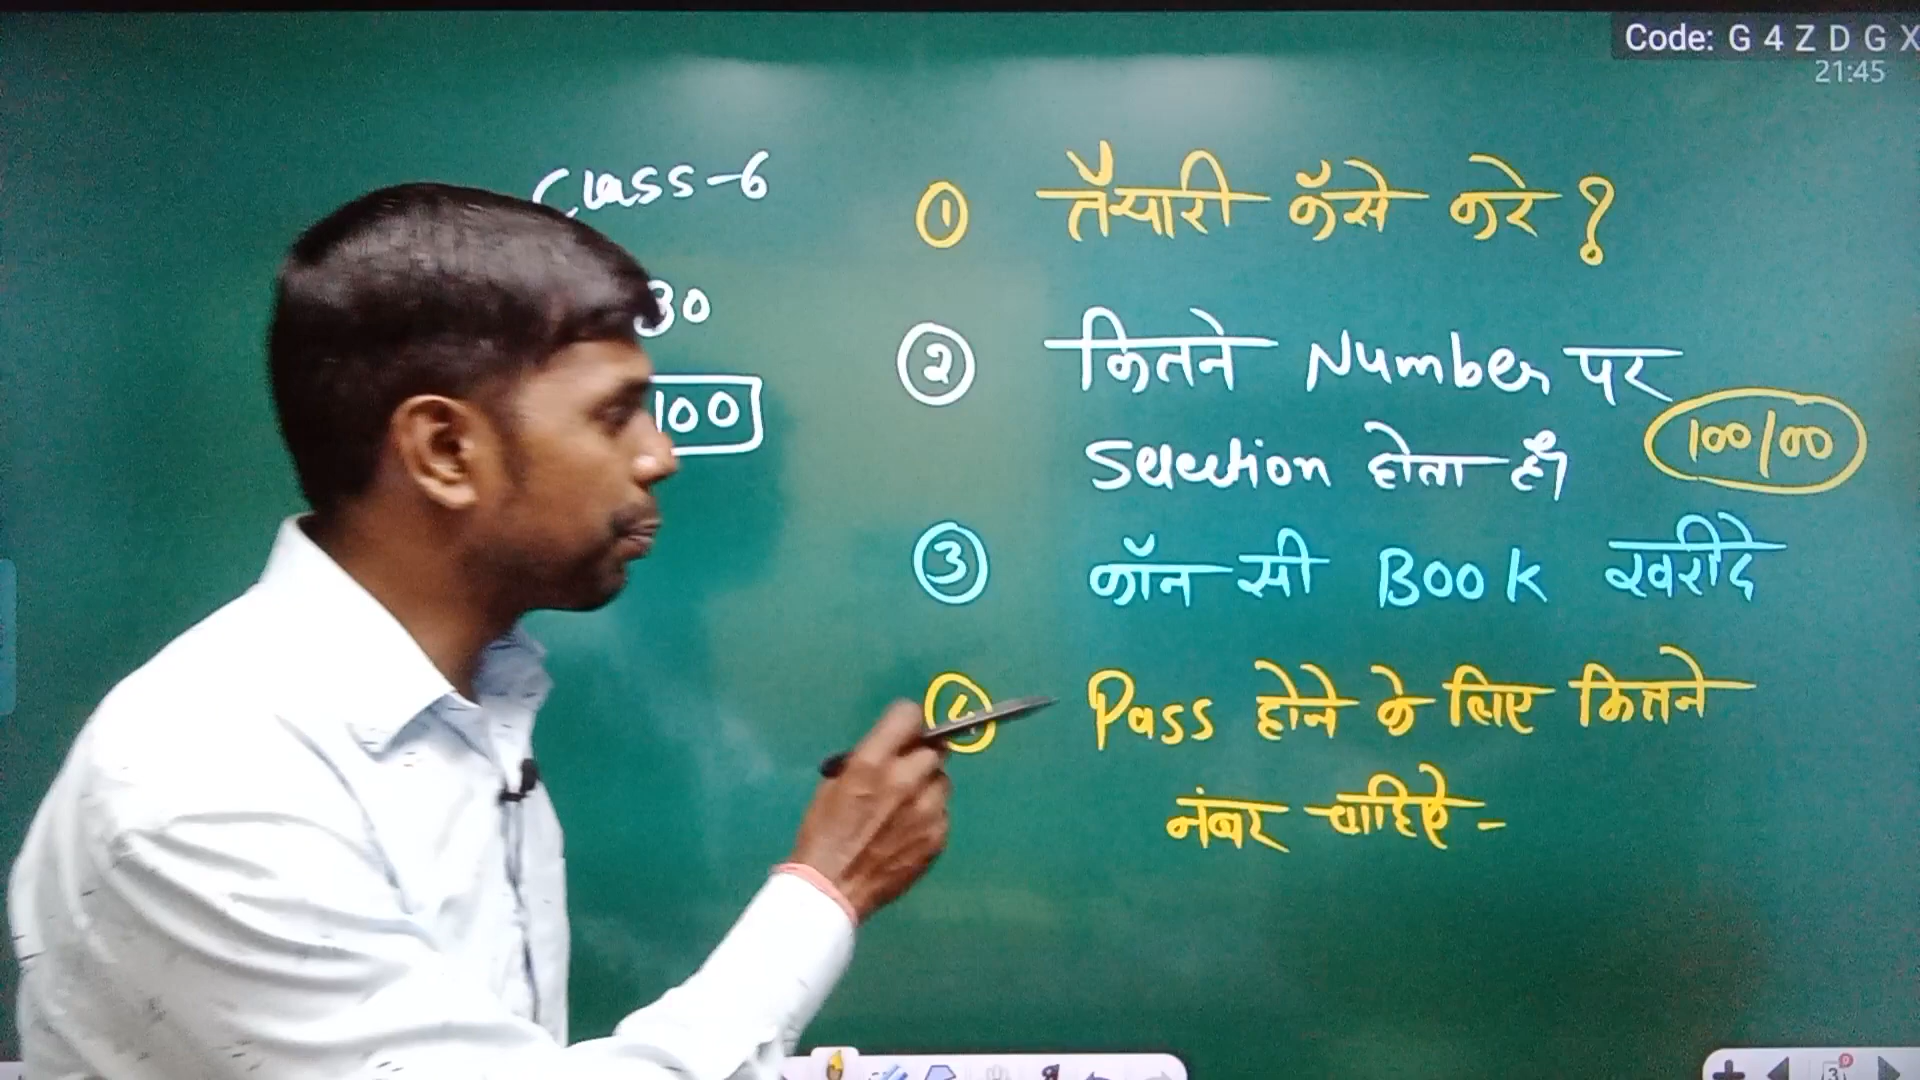 Code: G 4 Z D G X
21:45
Class-6
30
100
① तैयारी कैसे करे ?
② कितने Number पर
Selection होता है।
100/00
③ कौन सी Book खरीदे
④ Pass होने के लिए कितने
नंबर चाहिऐ -